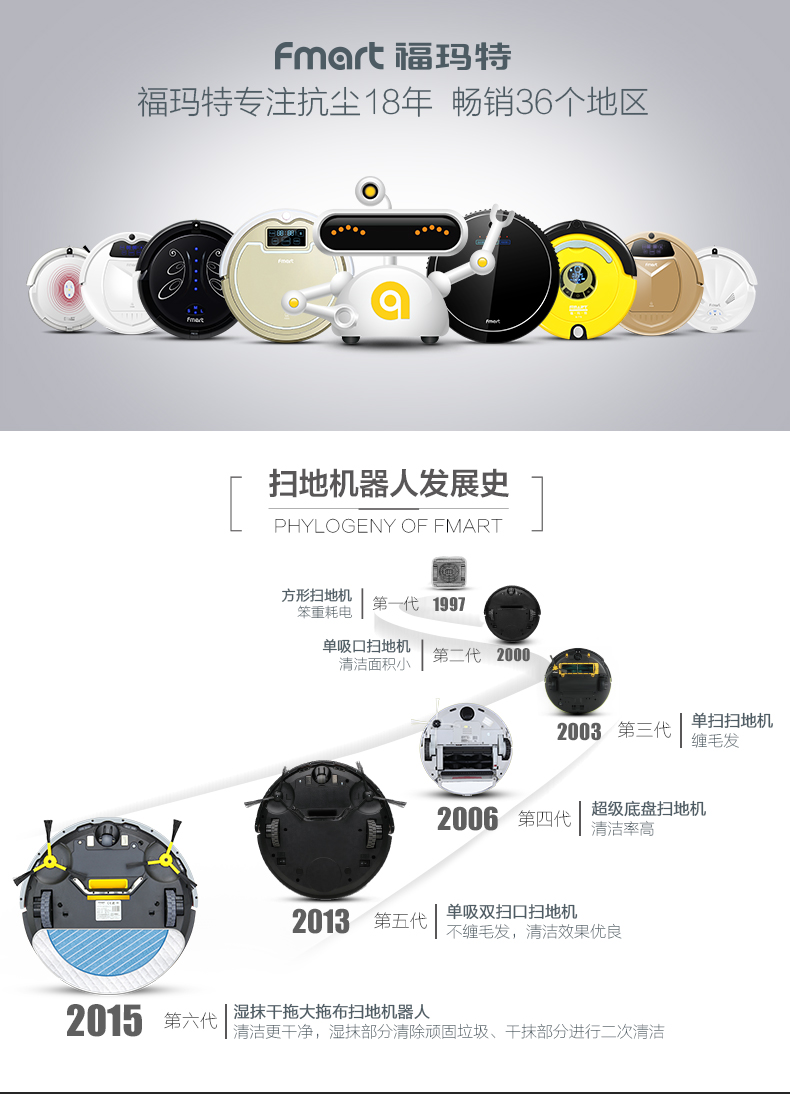 Fmart 福玛特
福玛特专注抗尘18年 畅销36个地区
Fmart
Fmart
Fmart
扫地机器人发展史
PHYLOGENY OF FMART
方形扫地机
笨重耗电
第一代
1997
单吸口扫地机
清洁面积小
第二代
2000
2003
第三代
单扫扫地机
缠毛发
2006
第四代
超级底盘扫地机
清洁率高
2013
第五代
单吸双扫口扫地机
不缠毛发，清洁效果优良
2015
第六代
湿抹干拖大拖布扫地机器人
清洁更干净，湿抹部分清除顽固垃圾、干抹部分进行二次清洁